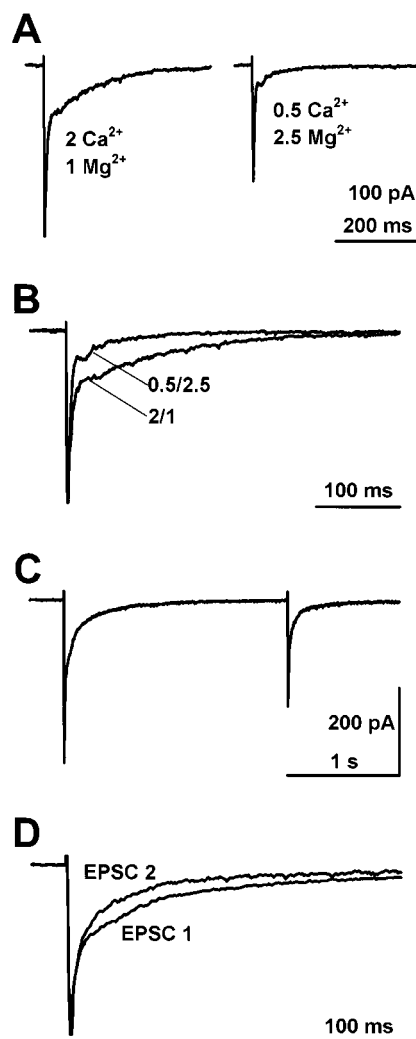 A
2 Ca²⁺
1 Mg²⁺
0.5 Ca²⁺
2.5 Mg²⁺
100 pA
200 ms
B
0.5/2.5
2/1
100 ms
C
200 pA
1 s
D
EPSC 2
EPSC 1
100 ms